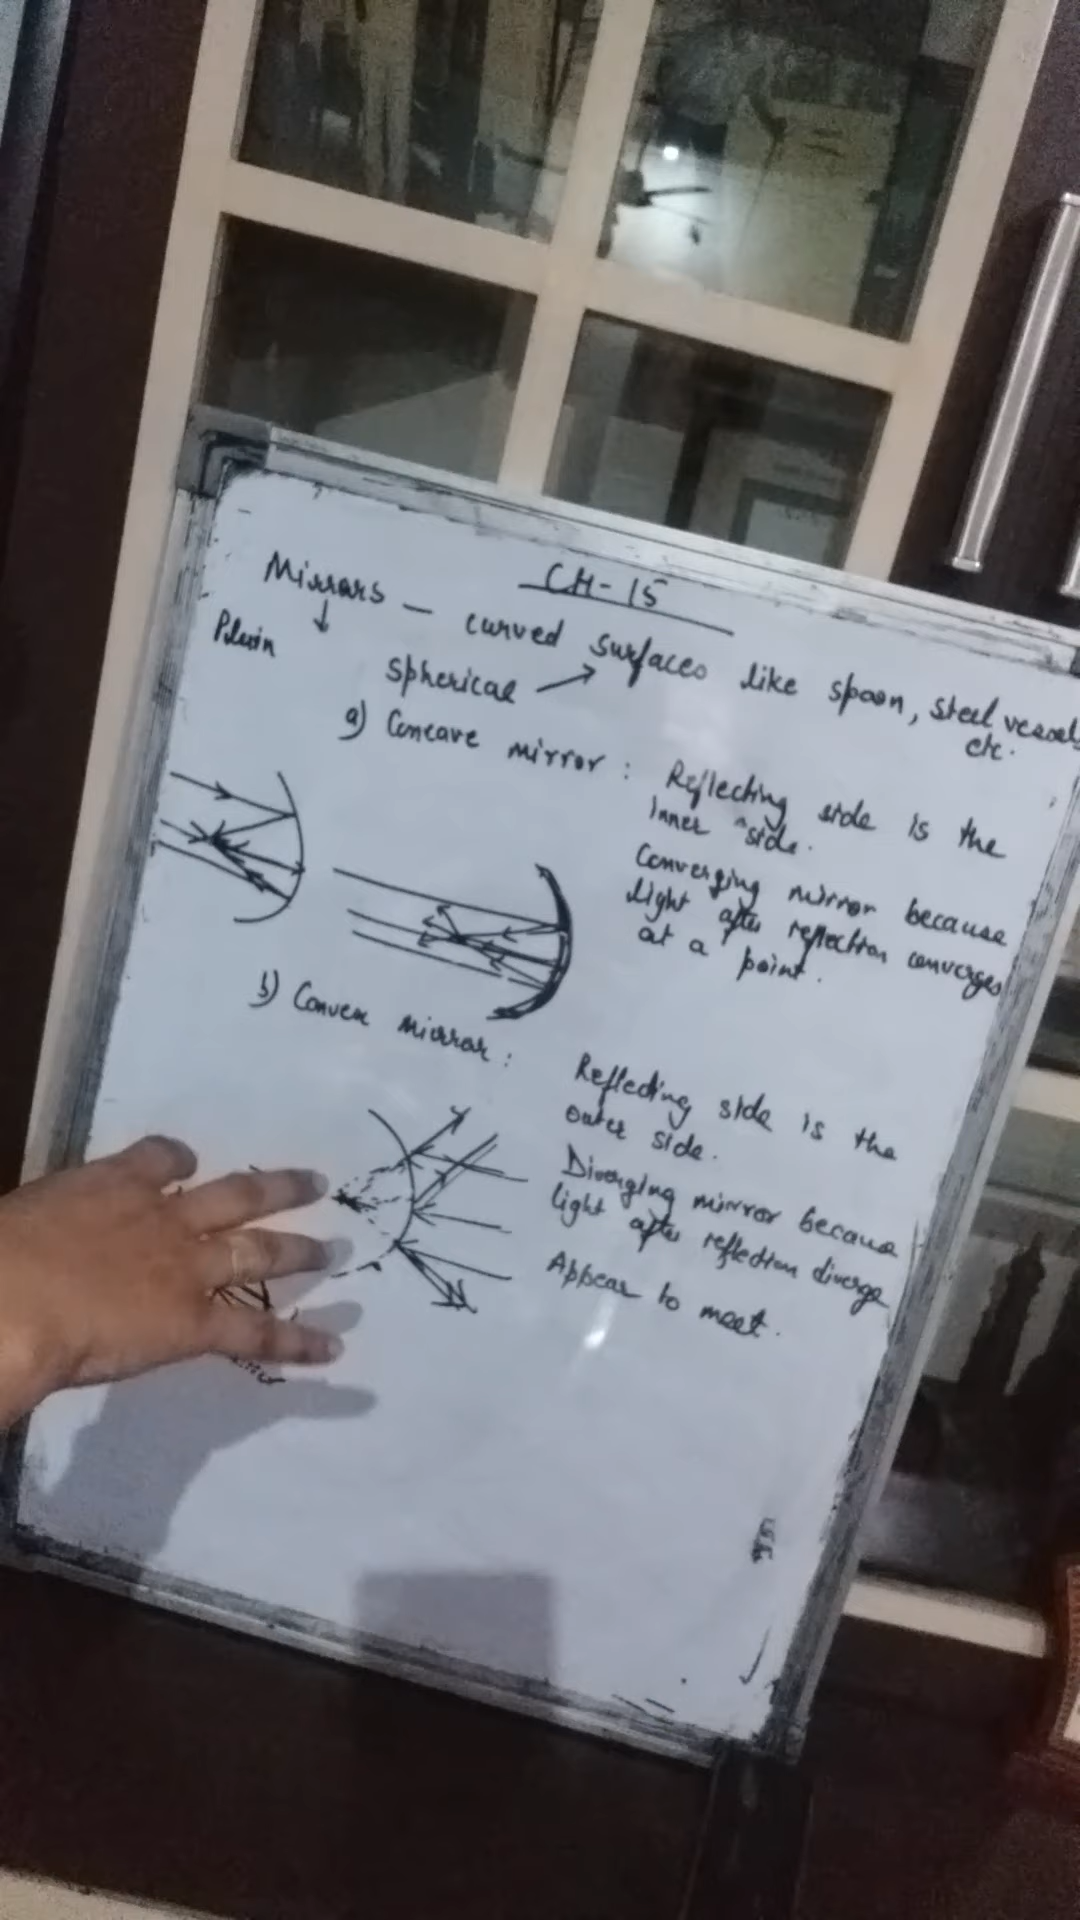 CH-15
Mirrors - curved surfaces like spoon, steel vessels
etc.
Plain
Spherical
a) Concave mirror : Reflecting side is the
inner side.
Converging mirror because
light after reflection converges
at a point.
b) Convex mirror : Reflecting side is the
outer side.
Diverging mirror because
light after reflection diverge
Appear to meet.